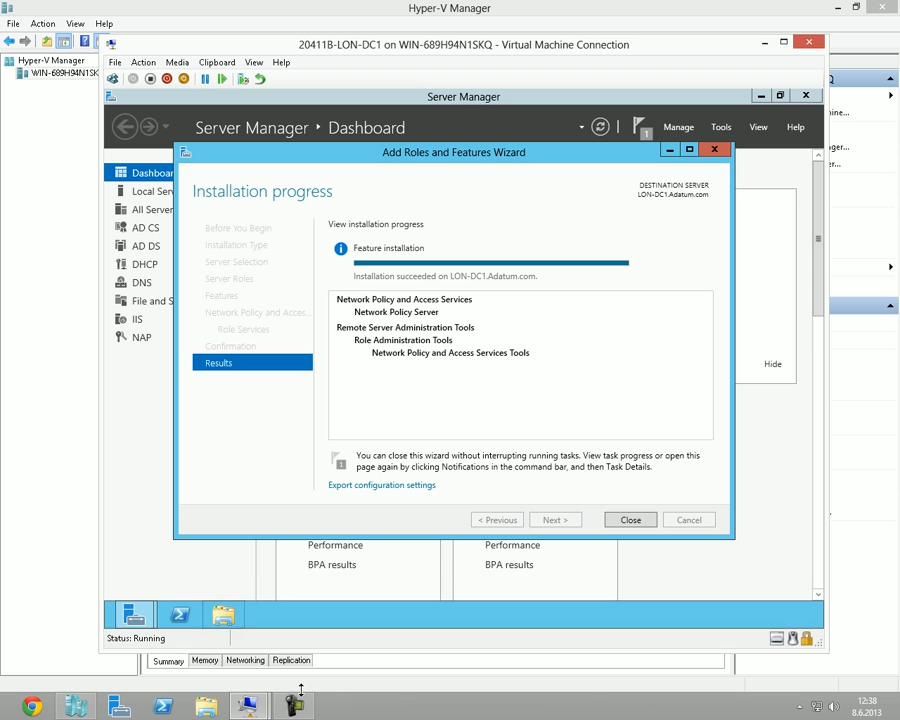 Hyper-V Manager
File Action View Help
Hyper-V Manager
WIN-689H94N1SK
20411B-LON-DC1 on WIN-689H94N1SKQ - Virtual Machine Connection
File Action Media Clipboard View Help
Server Manager
Server Manager ‣ Dashboard
1 Manage Tools View Help
Dashboar
Local Serv
All Server
AD CS
AD DS
DHCP
DNS
File and S
IIS
NAP
Add Roles and Features Wizard
Installation progress
DESTINATION SERVER
LON-DC1.Adatum.com
Before You Begin
Installation Type
Server Selection
Server Roles
Features
Network Policy and Acces...
Role Services
Confirmation
Results
View installation progress
Feature installation
Installation succeeded on LON-DC1.Adatum.com.
Network Policy and Access Services
Network Policy Server
Remote Server Administration Tools
Role Administration Tools
Network Policy and Access Services Tools
1 You can close this wizard without interrupting running tasks. View task progress or open this
page again by clicking Notifications in the command bar, and then Task Details.
Export configuration settings
< Previous Next > Close Cancel
Hide
Performance
BPA results
Performance
BPA results
Status: Running
Summary Memory Networking Replication
Q
ine...
ger...
r...
12:38
8.6.2013